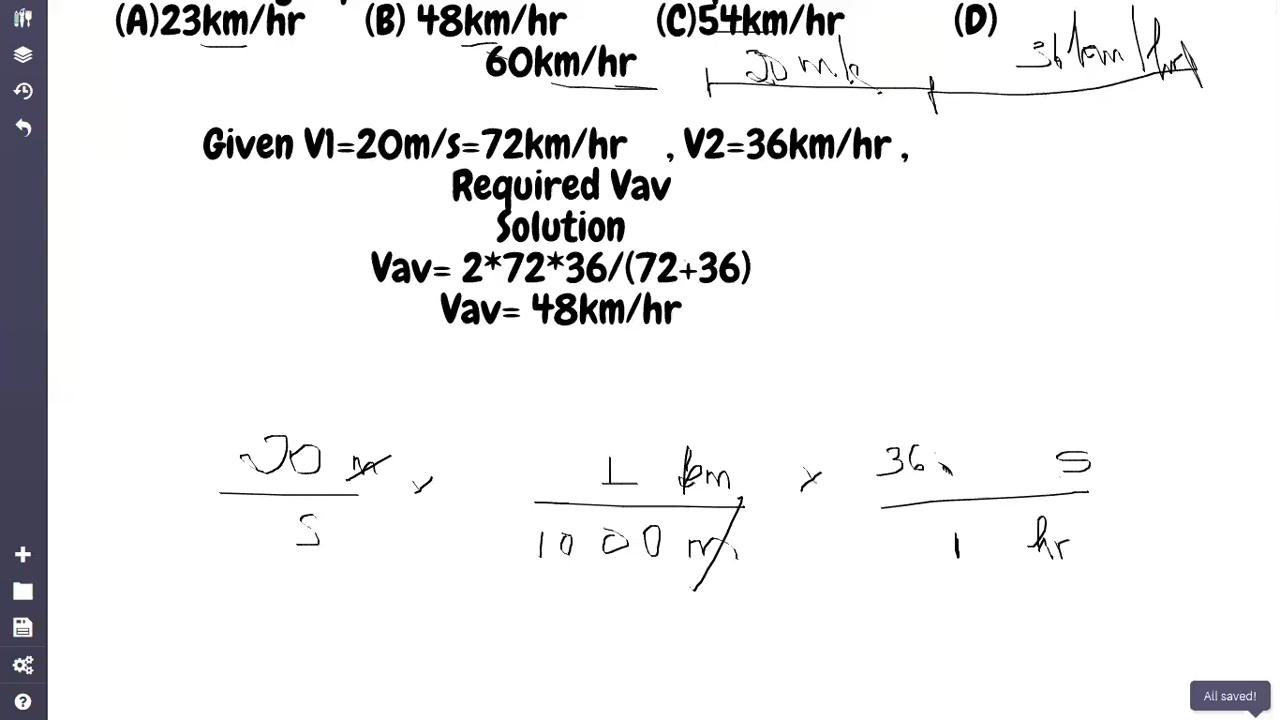 (A)23km/hr (B) 48km/hr (C)54km/hr (D)
60km/hr
20 m/s 36 km/hr
Given V1=20m/s=72km/hr , V2=36km/hr ,
Required Vav
Solution
Vav= 2*72*36/(72+36)
Vav= 48km/hr
20 m × 1 km × 36 s
s 1000 m 1 hr
All saved!